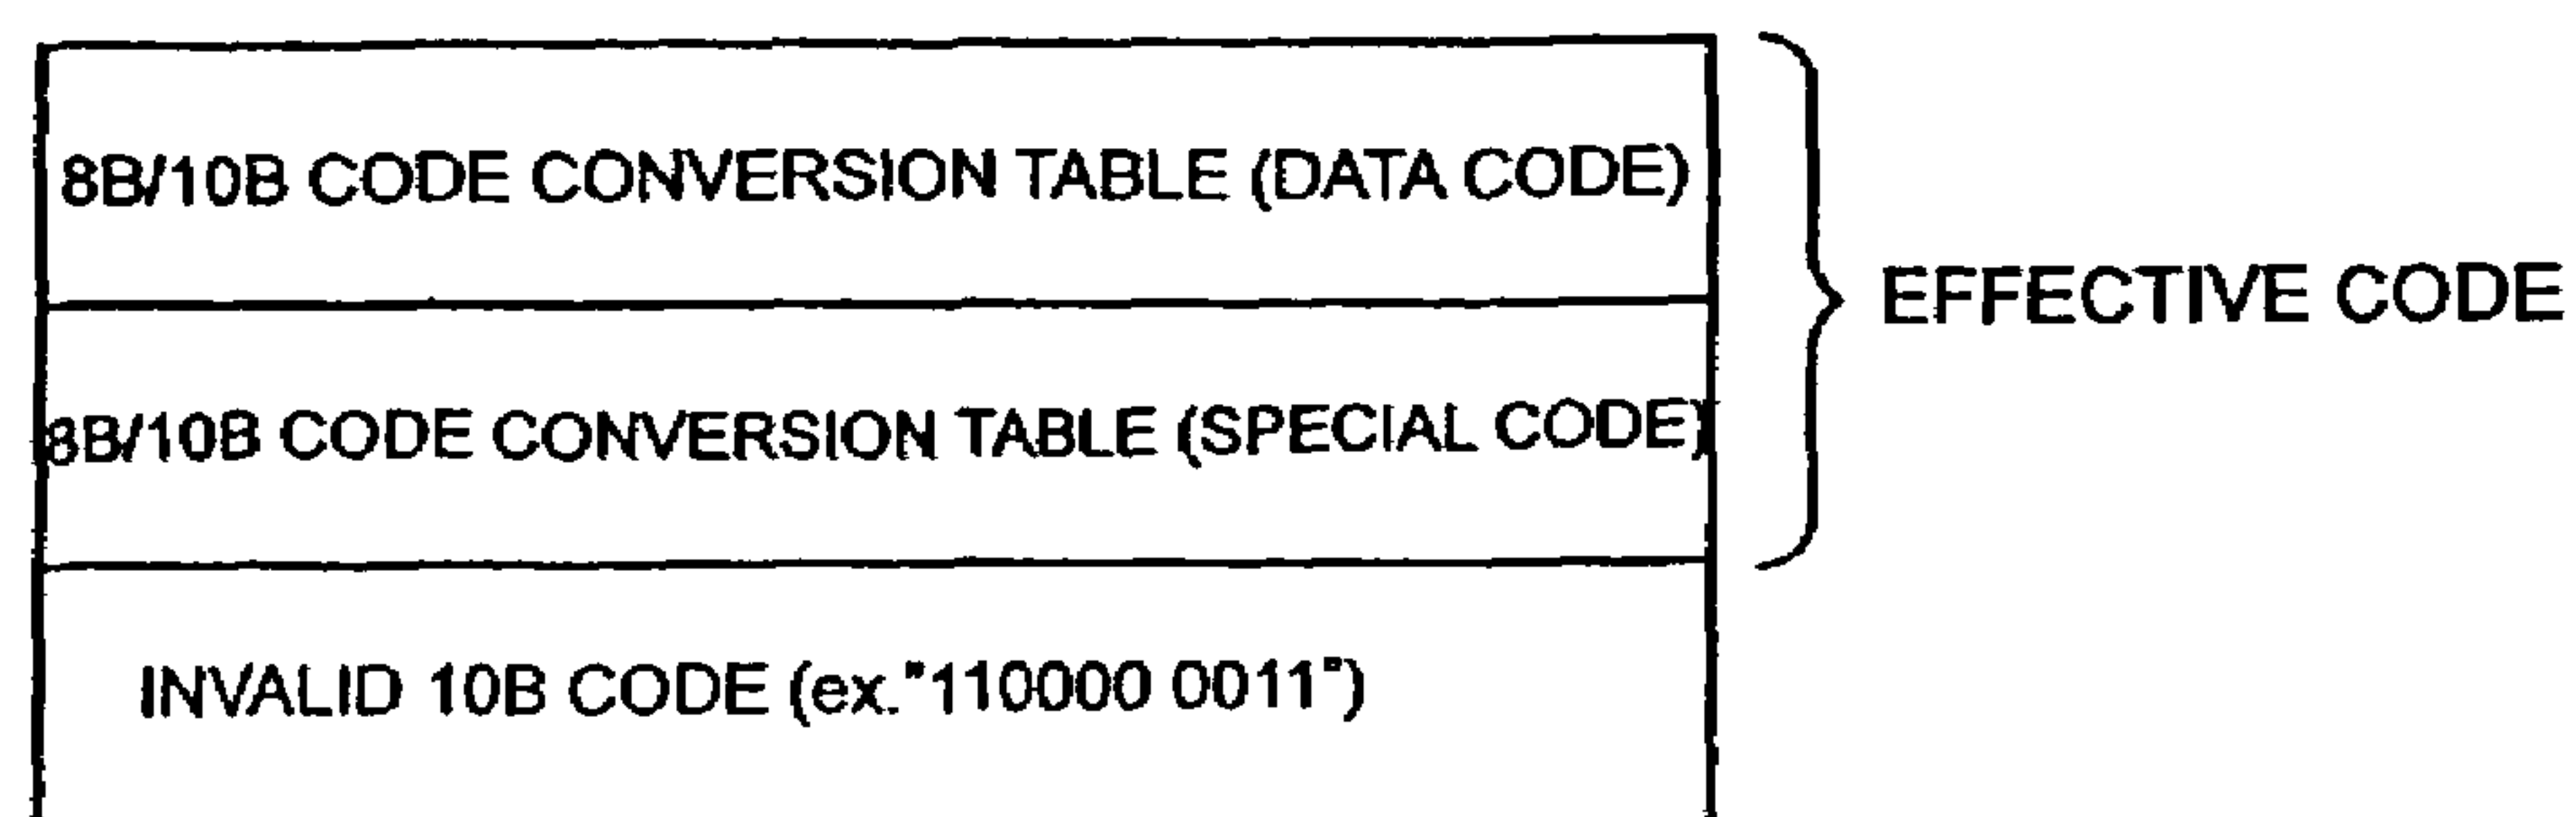 8B/10B CODE CONVERSION TABLE (DATA CODE)
EFFECTIVE CODE
8B/10B CODE CONVERSION TABLE (SPECIAL CODE)
INVALID 10B CODE (ex."110000 0011")